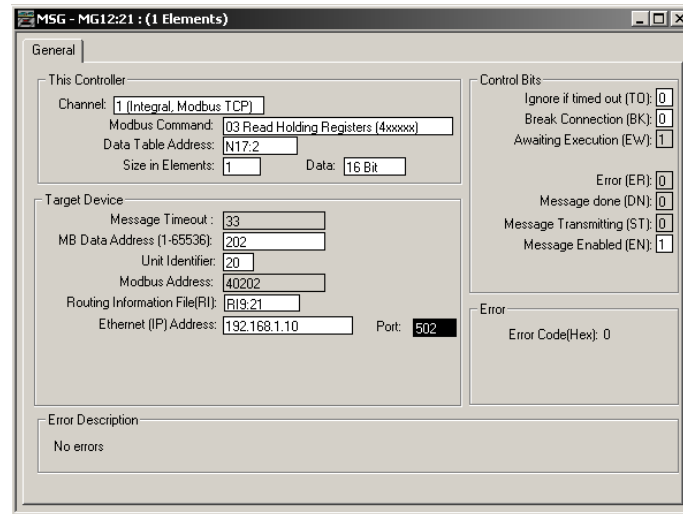 MSG - MG12:21 : (1 Elements)
General
This Controller
Channel: 1 (Integral, Modbus TCP)
Modbus Command: 03 Read Holding Registers (4xxxxx)
Data Table Address: N17:2
Size in Elements: 1 Data: 16 Bit
Target Device
Message Timeout : 33
MB Data Address (1-65536): 202
Unit Identifier: 20
Modbus Address: 40202
Routing Information File(RI): RI9:21
Ethernet (IP) Address: 192.168.1.10 Port: 502
Control Bits
Ignore if timed out (TO): 0
Break Connection (BK): 0
Awaiting Execution (EW): 1
Error (ER): 0
Message done (DN): 0
Message Transmitting (ST): 0
Message Enabled (EN): 1
Error
Error Code(Hex): 0
Error Description
No errors